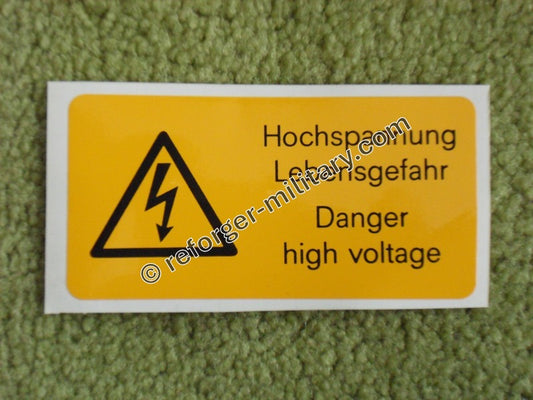 Hochspannung
Lebensgefahr
Danger
high voltage
© reforger-military.com